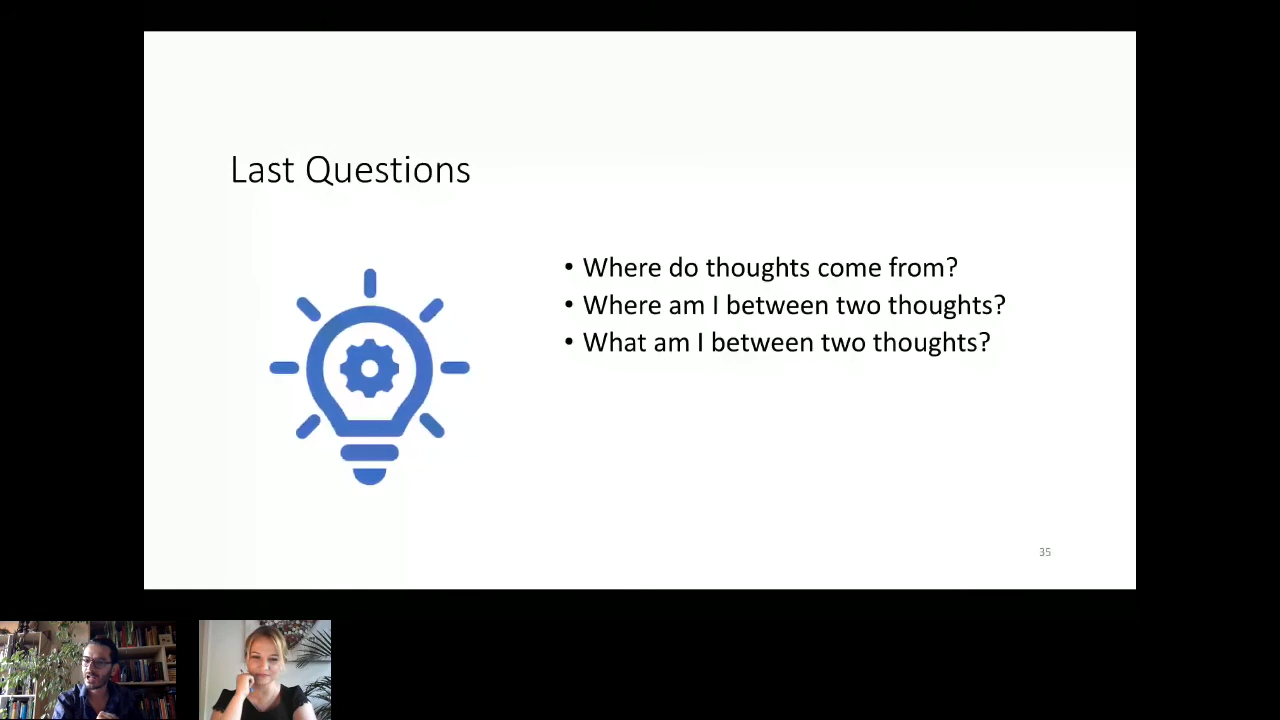 Last Questions
• Where do thoughts come from?
• Where am I between two thoughts?
• What am I between two thoughts?
35